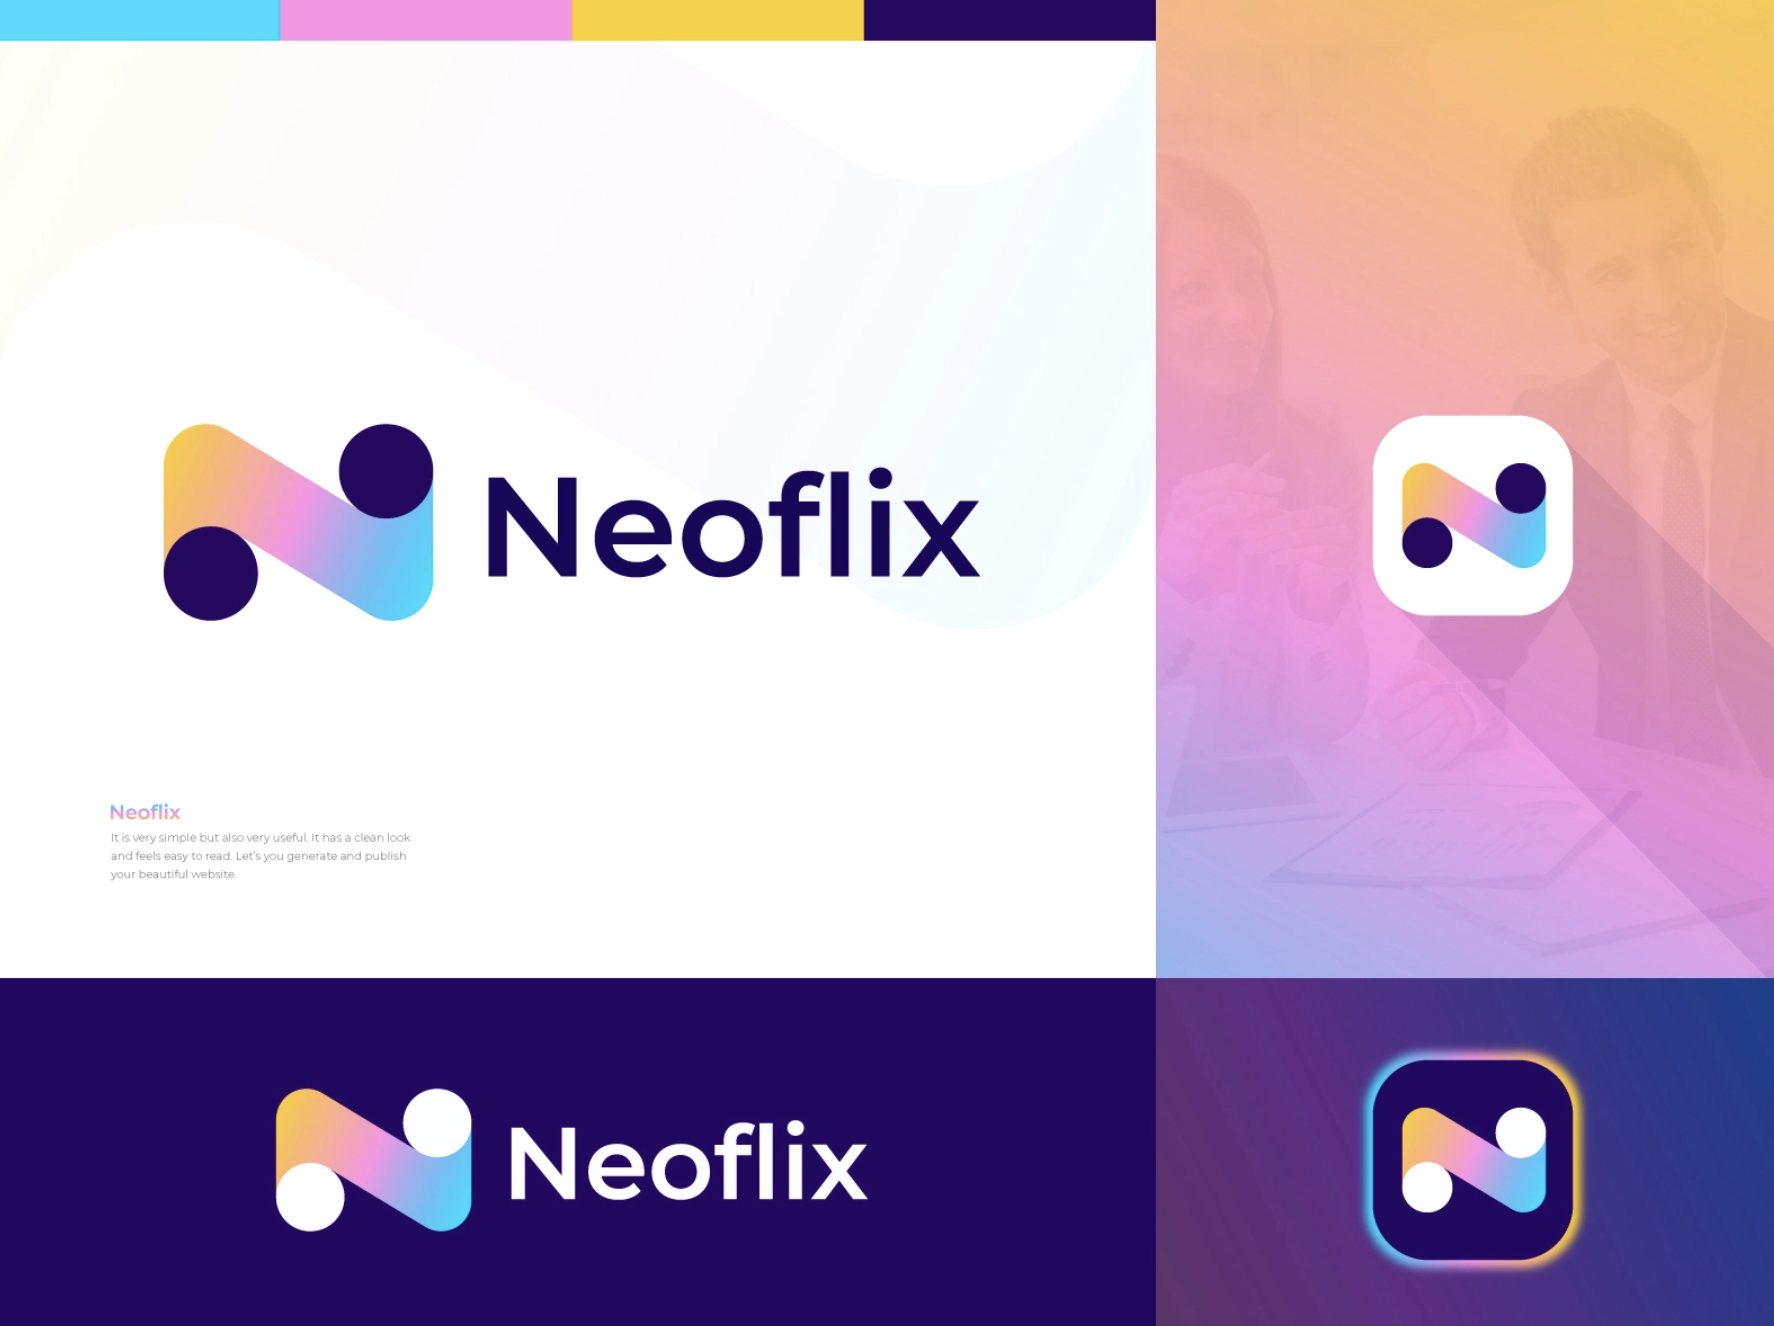 Neoflix
Neoflix
It is very simple but also very useful. It has a clean look
and feels easy to read. Let's you generate and publish
your beautiful website.
Neoflix